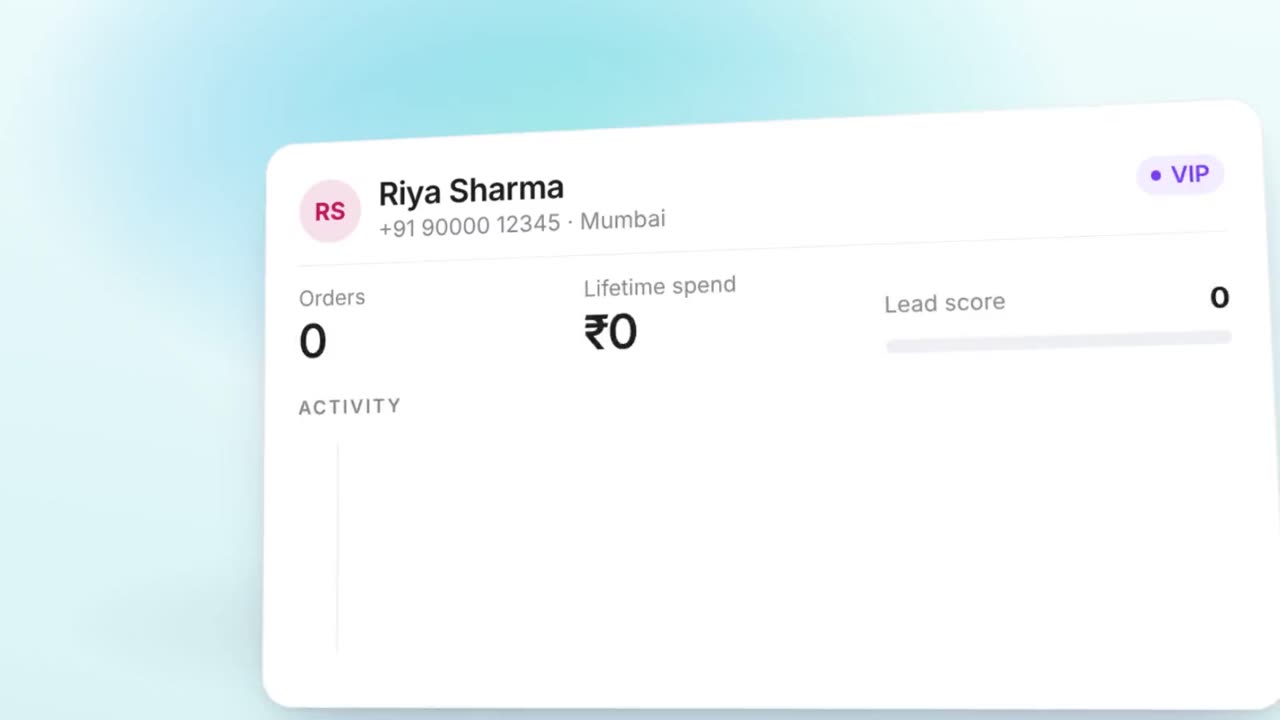 RS
Riya Sharma
+91 90000 12345 · Mumbai
VIP
Orders
0
Lifetime spend
₹0
Lead score
0
ACTIVITY